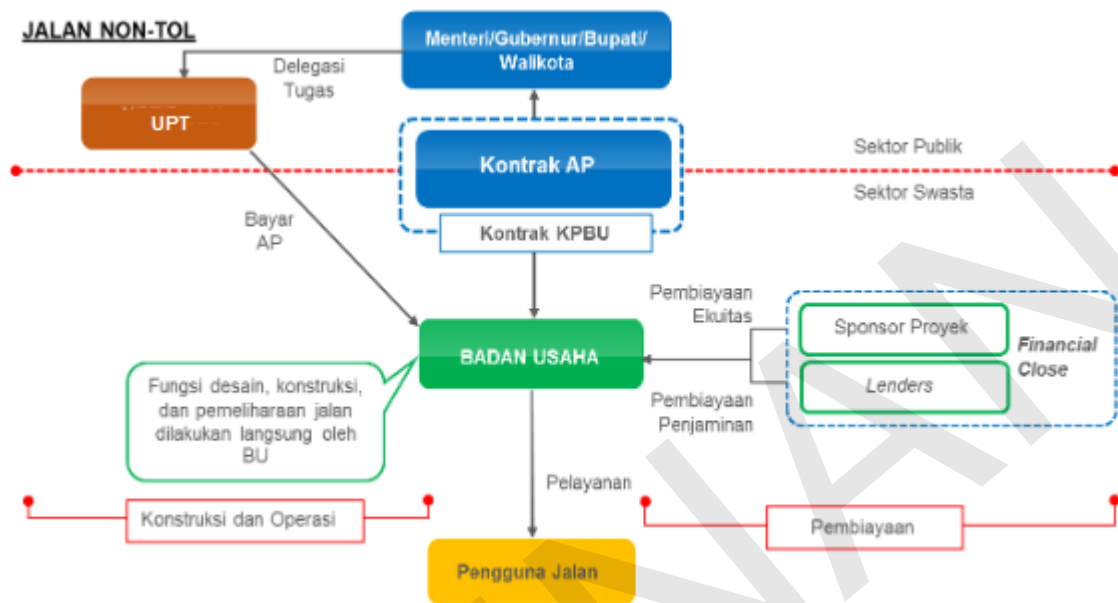 JALAN NON-TOL
Menteri/Gubernur/Bupati/
Walikota
Delegasi
Tugas
UPT
Kontrak AP
Sektor Publik
Sektor Swasta
Kontrak KPBU
Bayar
AP
Pembiayaan
Ekuitas
Sponsor Proyek
Financial
Close
Lenders
BADAN USAHA
Pembiayaan
Penjaminan
Fungsi desain, konstruksi,
dan pemeliharaan jalan
dilakukan langsung oleh
BU
Pelayanan
Konstruksi dan Operasi
Pembiayaan
Pengguna Jalan